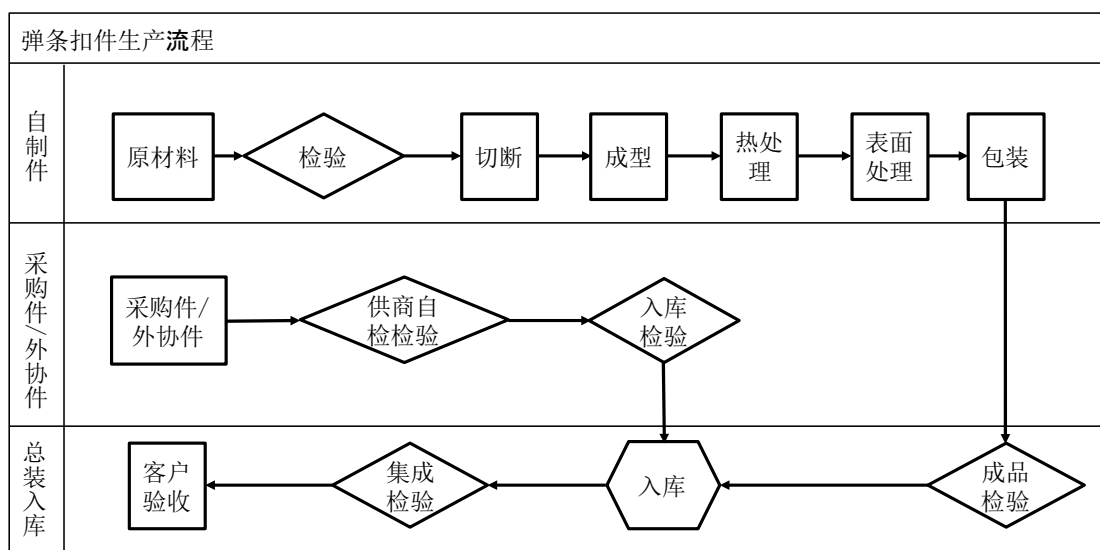 弹条扣件生产流程
自
制
件
原材料
检验
切断
成型
热处
理
表面
处理
包装
采
购
件
/
外
协
件
采购件/
外协件
供商自
检检验
入库
检验
总
装
入
库
客户
验收
集成
检验
入库
成品
检验